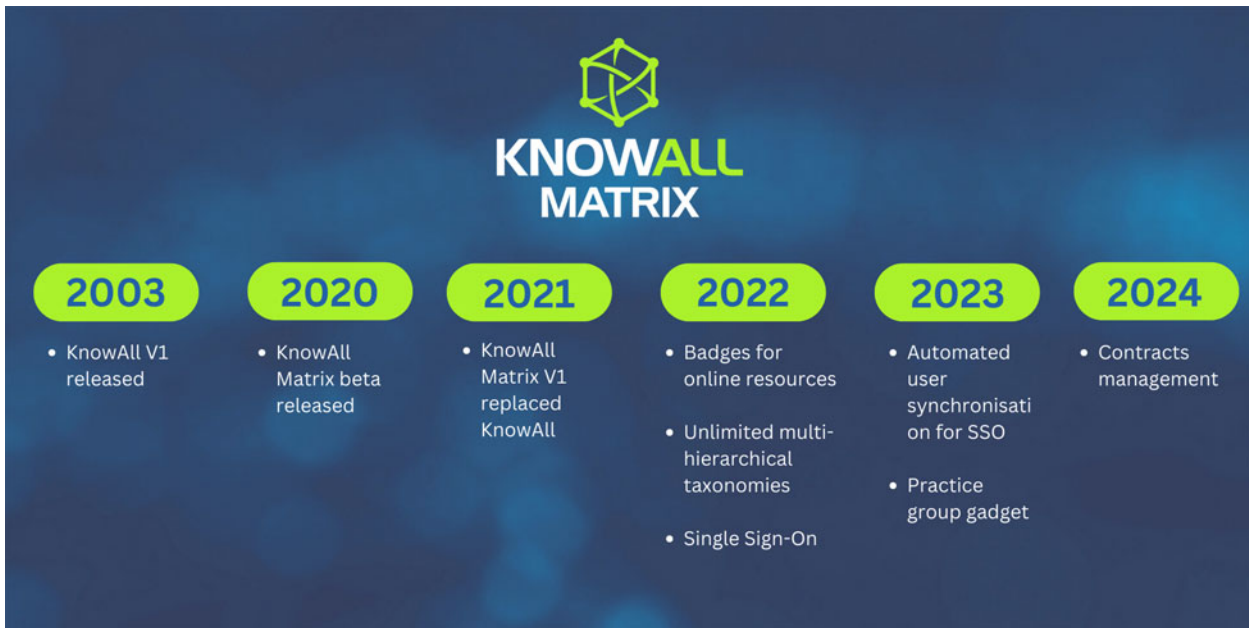 KNOWALL
MATRIX
2003
• KnowAll V1
released
2020
• KnowAll
Matrix beta
released
2021
• KnowAll
Matrix V1
replaced
KnowAll
2022
• Badges for
online resources
• Unlimited multi-
hierarchical
taxonomies
• Single Sign-On
2023
• Automated
user
synchronisati
on for SSO
• Practice
group gadget
2024
• Contracts
management